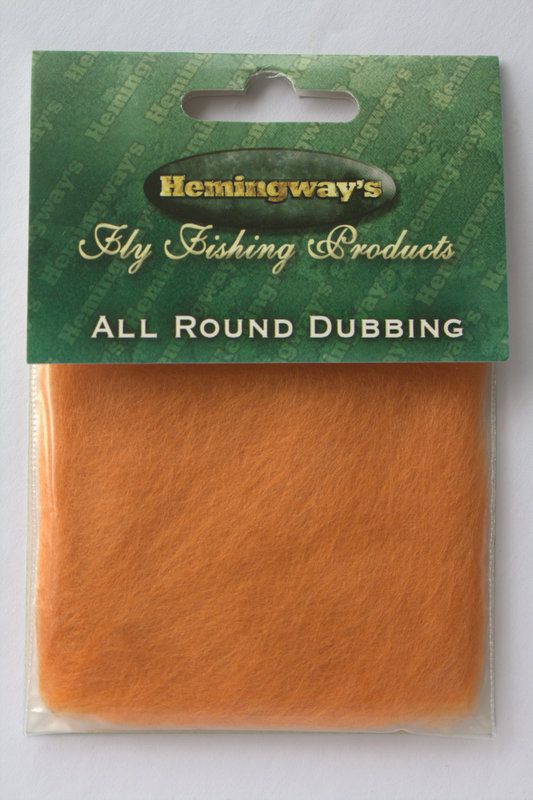 Hemingway's
Fly Fishing Products
ALL ROUND DUBBING